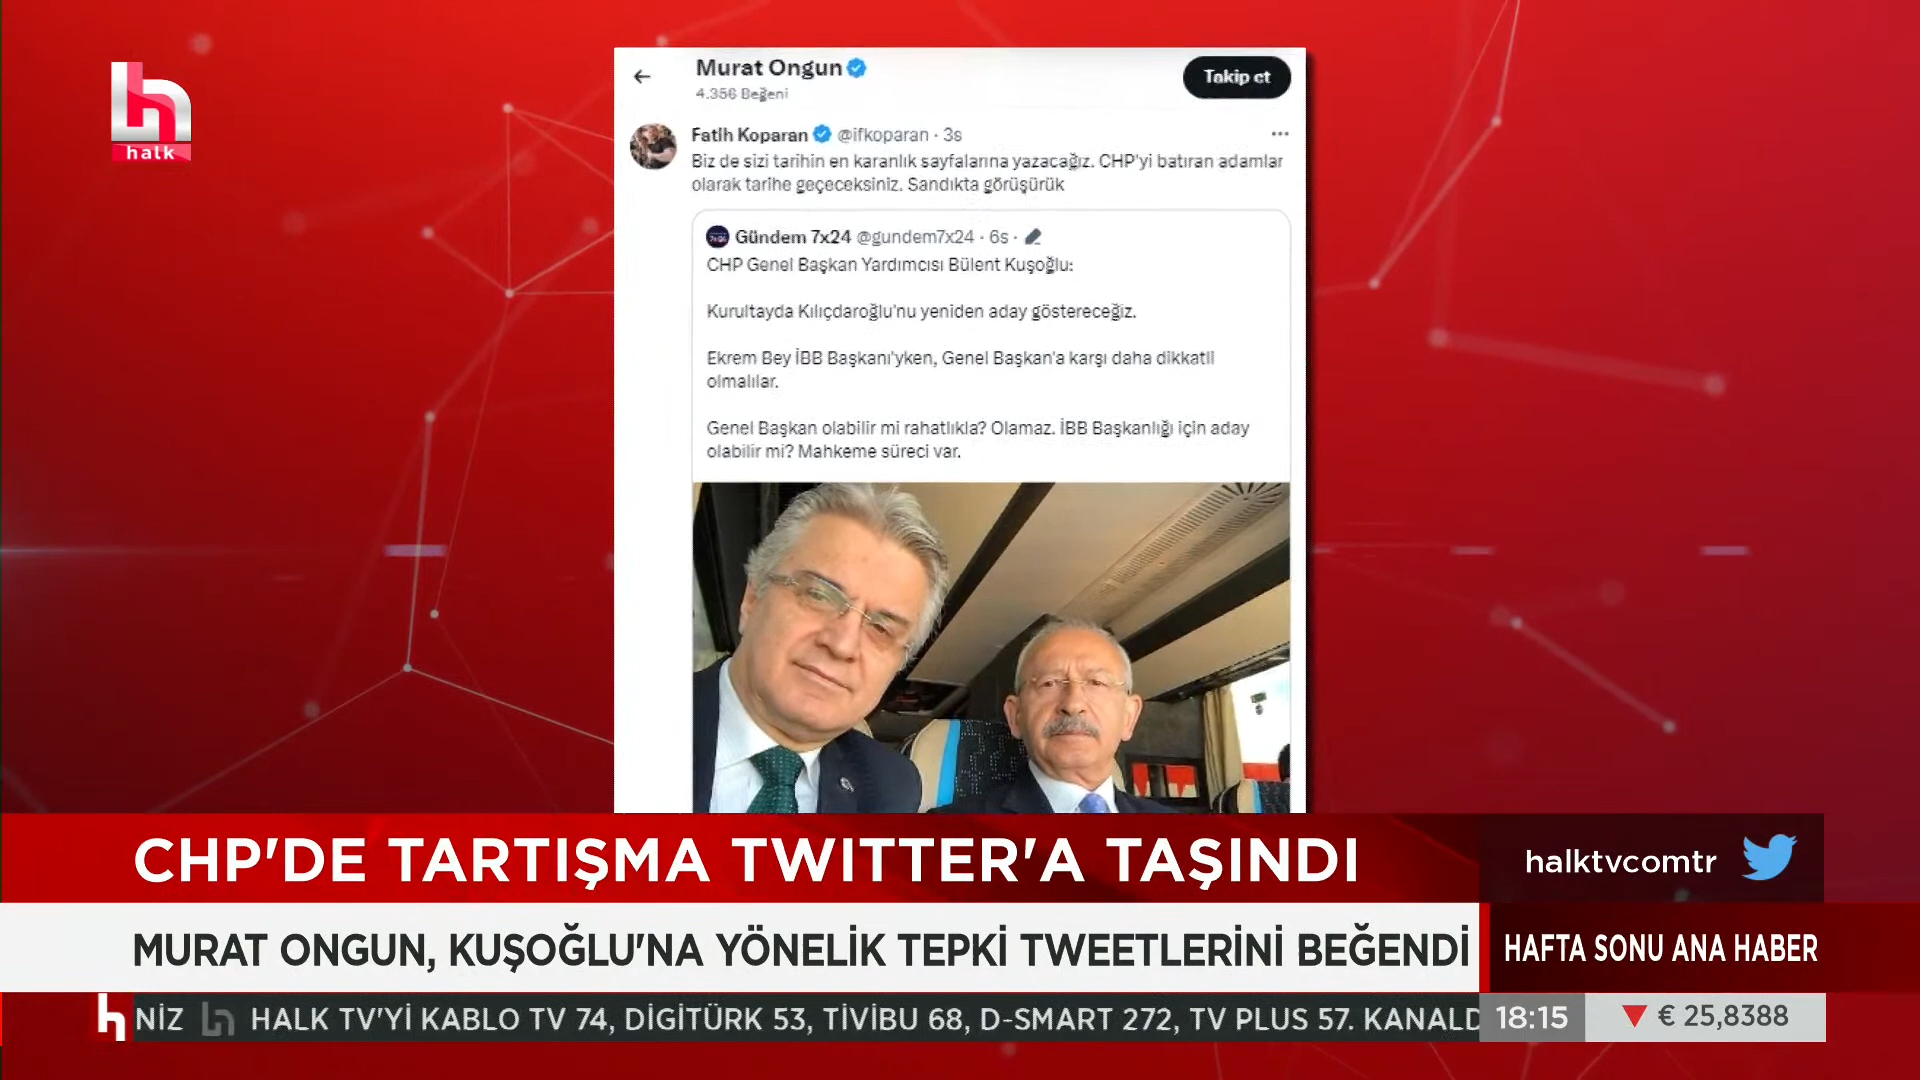 halk
Murat Ongun
4.356 Beğeni
Takip et
Fatih Koparan @ifkoparan · 3s
Biz de sizi tarihin en karanlık sayfalarına yazacağız. CHP'yi batıran adamlar
olarak tarihe geçeceksiniz. Sandıkta görüşürük
7x24
Gündem 7x24 @gundem7x24 · 6s ·
CHP Genel Başkan Yardımcısı Bülent Kuşoğlu:
Kurultayda Kılıçdaroğlu'nu yeniden aday göstereceğiz.
Ekrem Bey İBB Başkanı'yken, Genel Başkan'a karşı daha dikkatli
olmalılar.
Genel Başkan olabilir mi rahatlıkla? Olamaz. İBB Başkanlığı için aday
olabilir mi? Mahkeme süreci var.
CHP'DE TARTIŞMA TWITTER'A TAŞINDI
halktvcomtr
MURAT ONGUN, KUŞOĞLU'NA YÖNELİK TEPKİ TWEETLERİNİ BEĞENDİ
HAFTA SONU ANA HABER
NİZ HALK TV'Yİ KABLO TV 74, DİGİTÜRK 53, TİVİBU 68, D-SMART 272, TV PLUS 57. KANALD
18:15
€ 25,8388